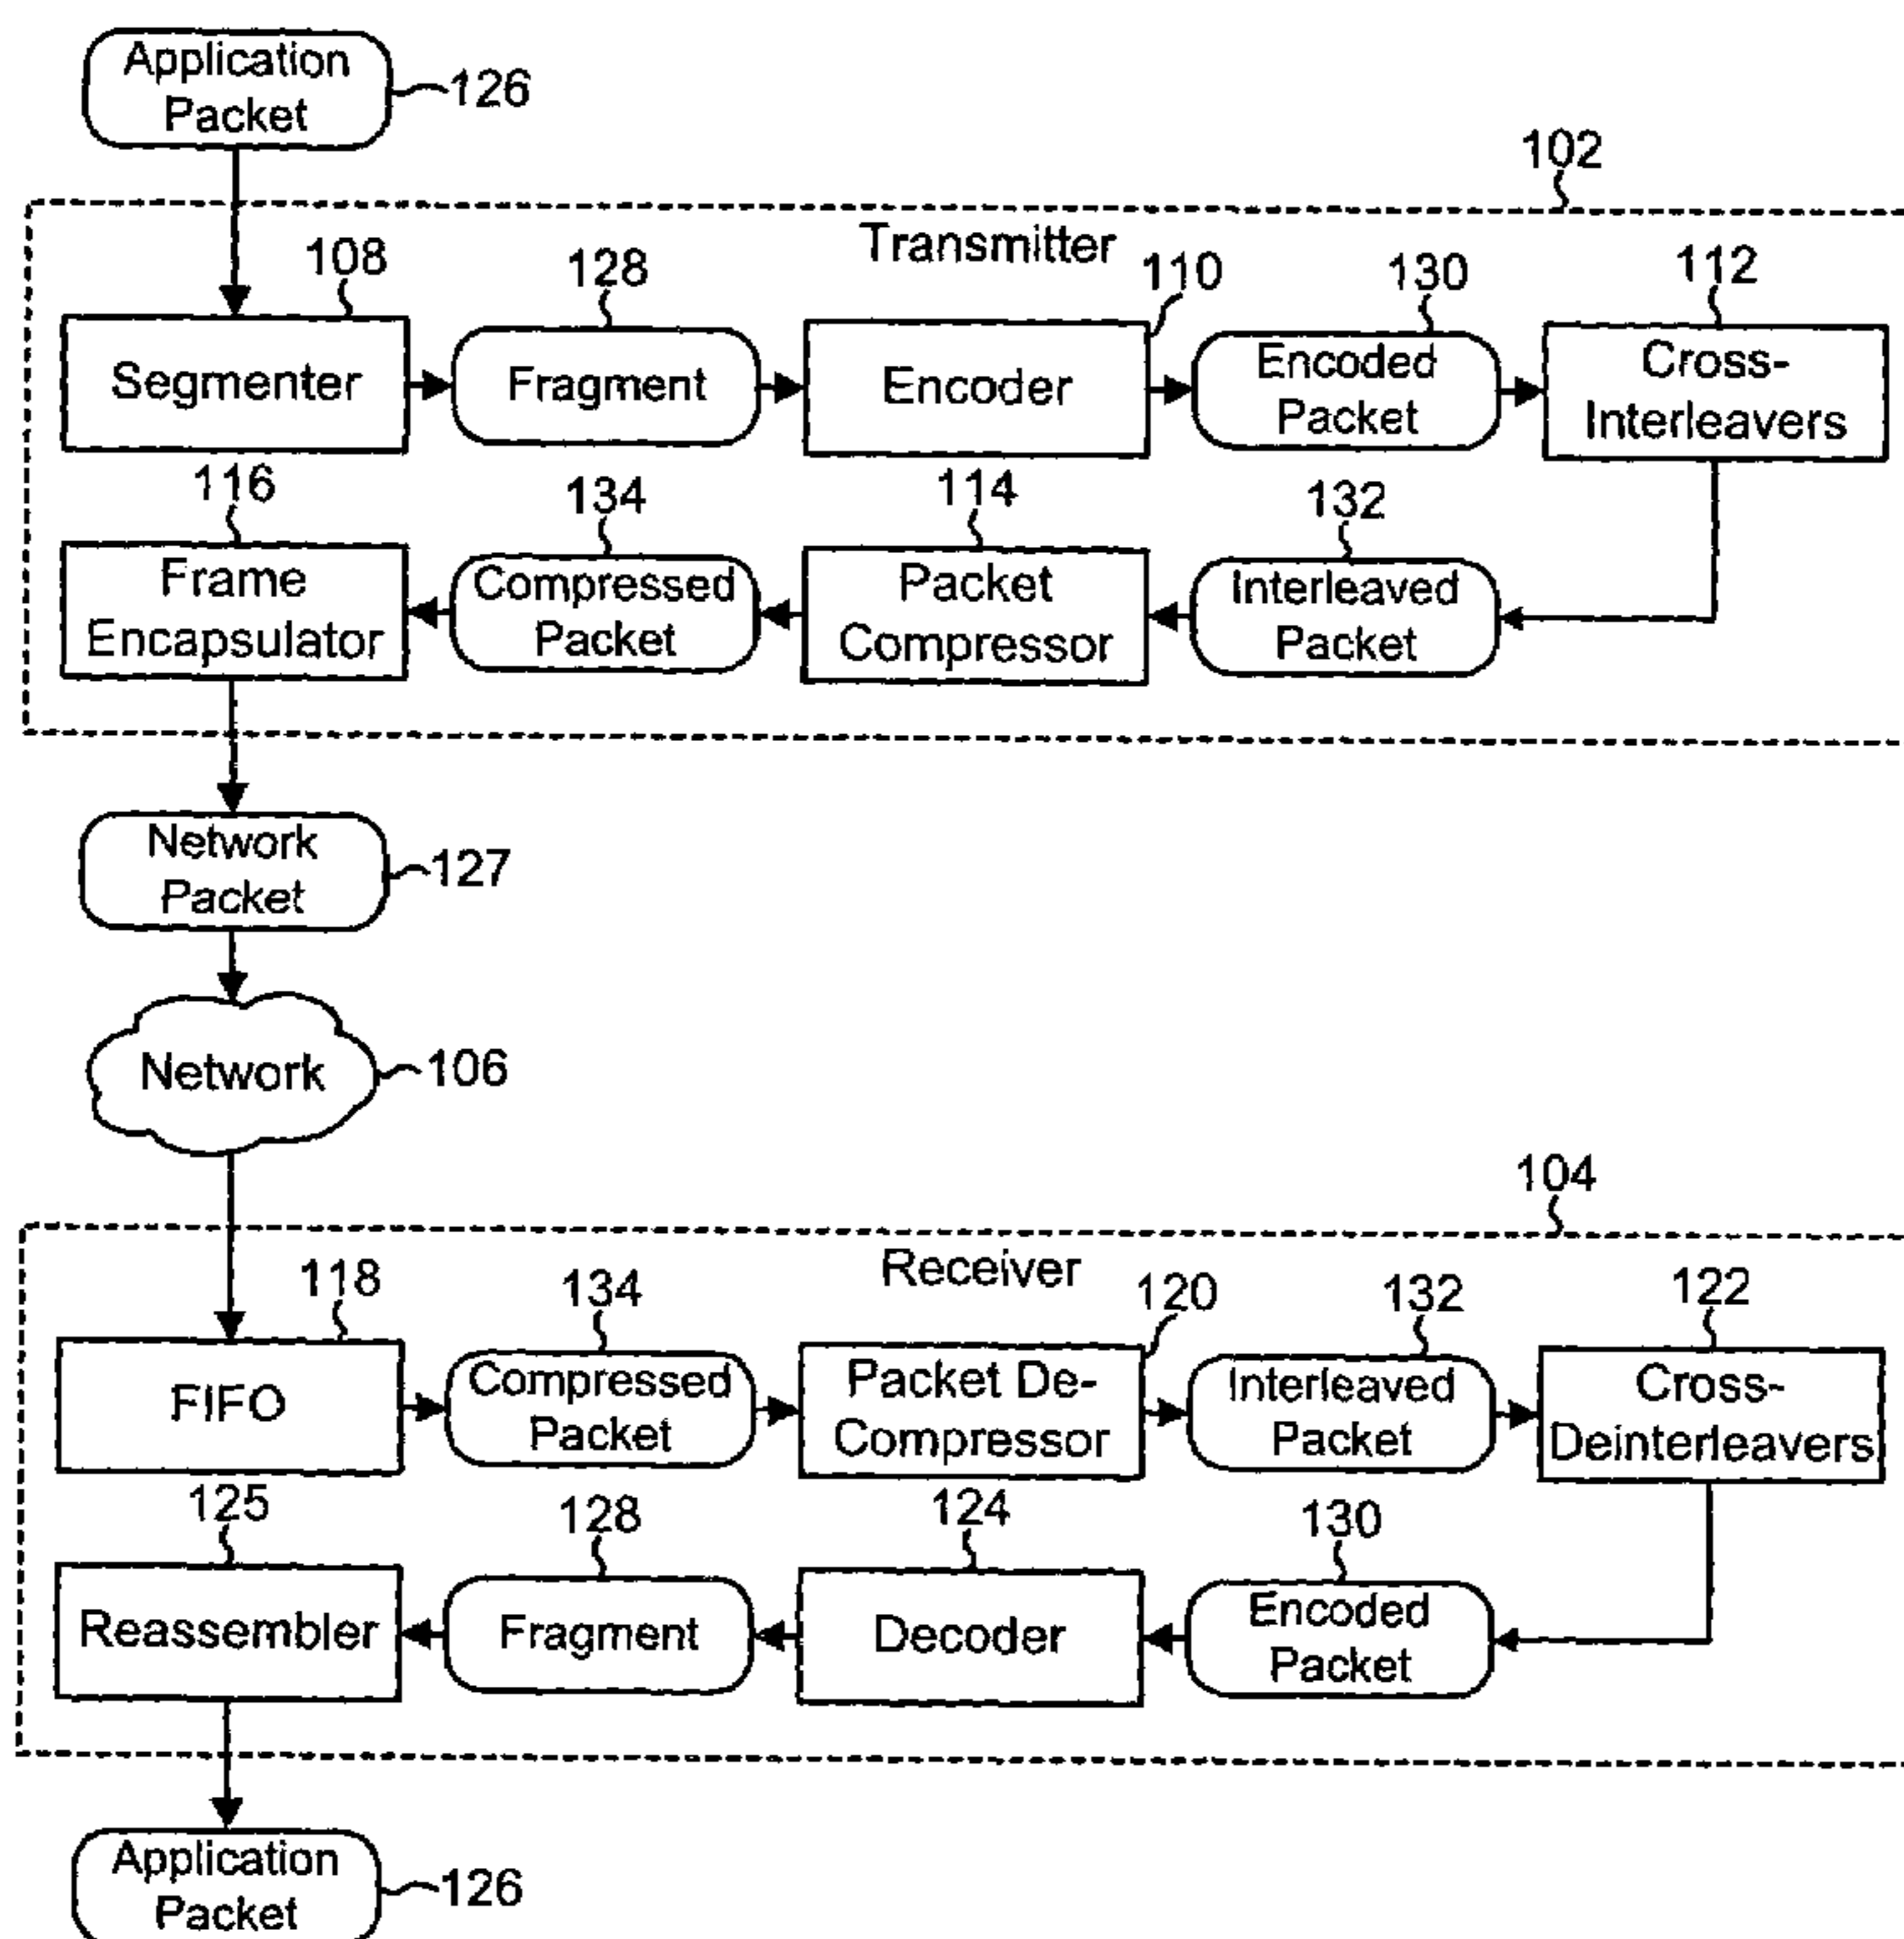 Application
Packet
126
102
Transmitter
108
128
110
130
112
Segmenter
Fragment
Encoder
Encoded
Packet
Cross-
Interleavers
116
134
114
132
Frame
Encapsulator
Compressed
Packet
Packet
Compressor
Interleaved
Packet
Network
Packet
127
Network
106
104
Receiver
118
134
120
132
122
FIFO
Compressed
Packet
Packet De-
Compressor
Interleaved
Packet
Cross-
Deinterleavers
125
128
124
130
Reassembler
Fragment
Decoder
Encoded
Packet
Application
Packet
126